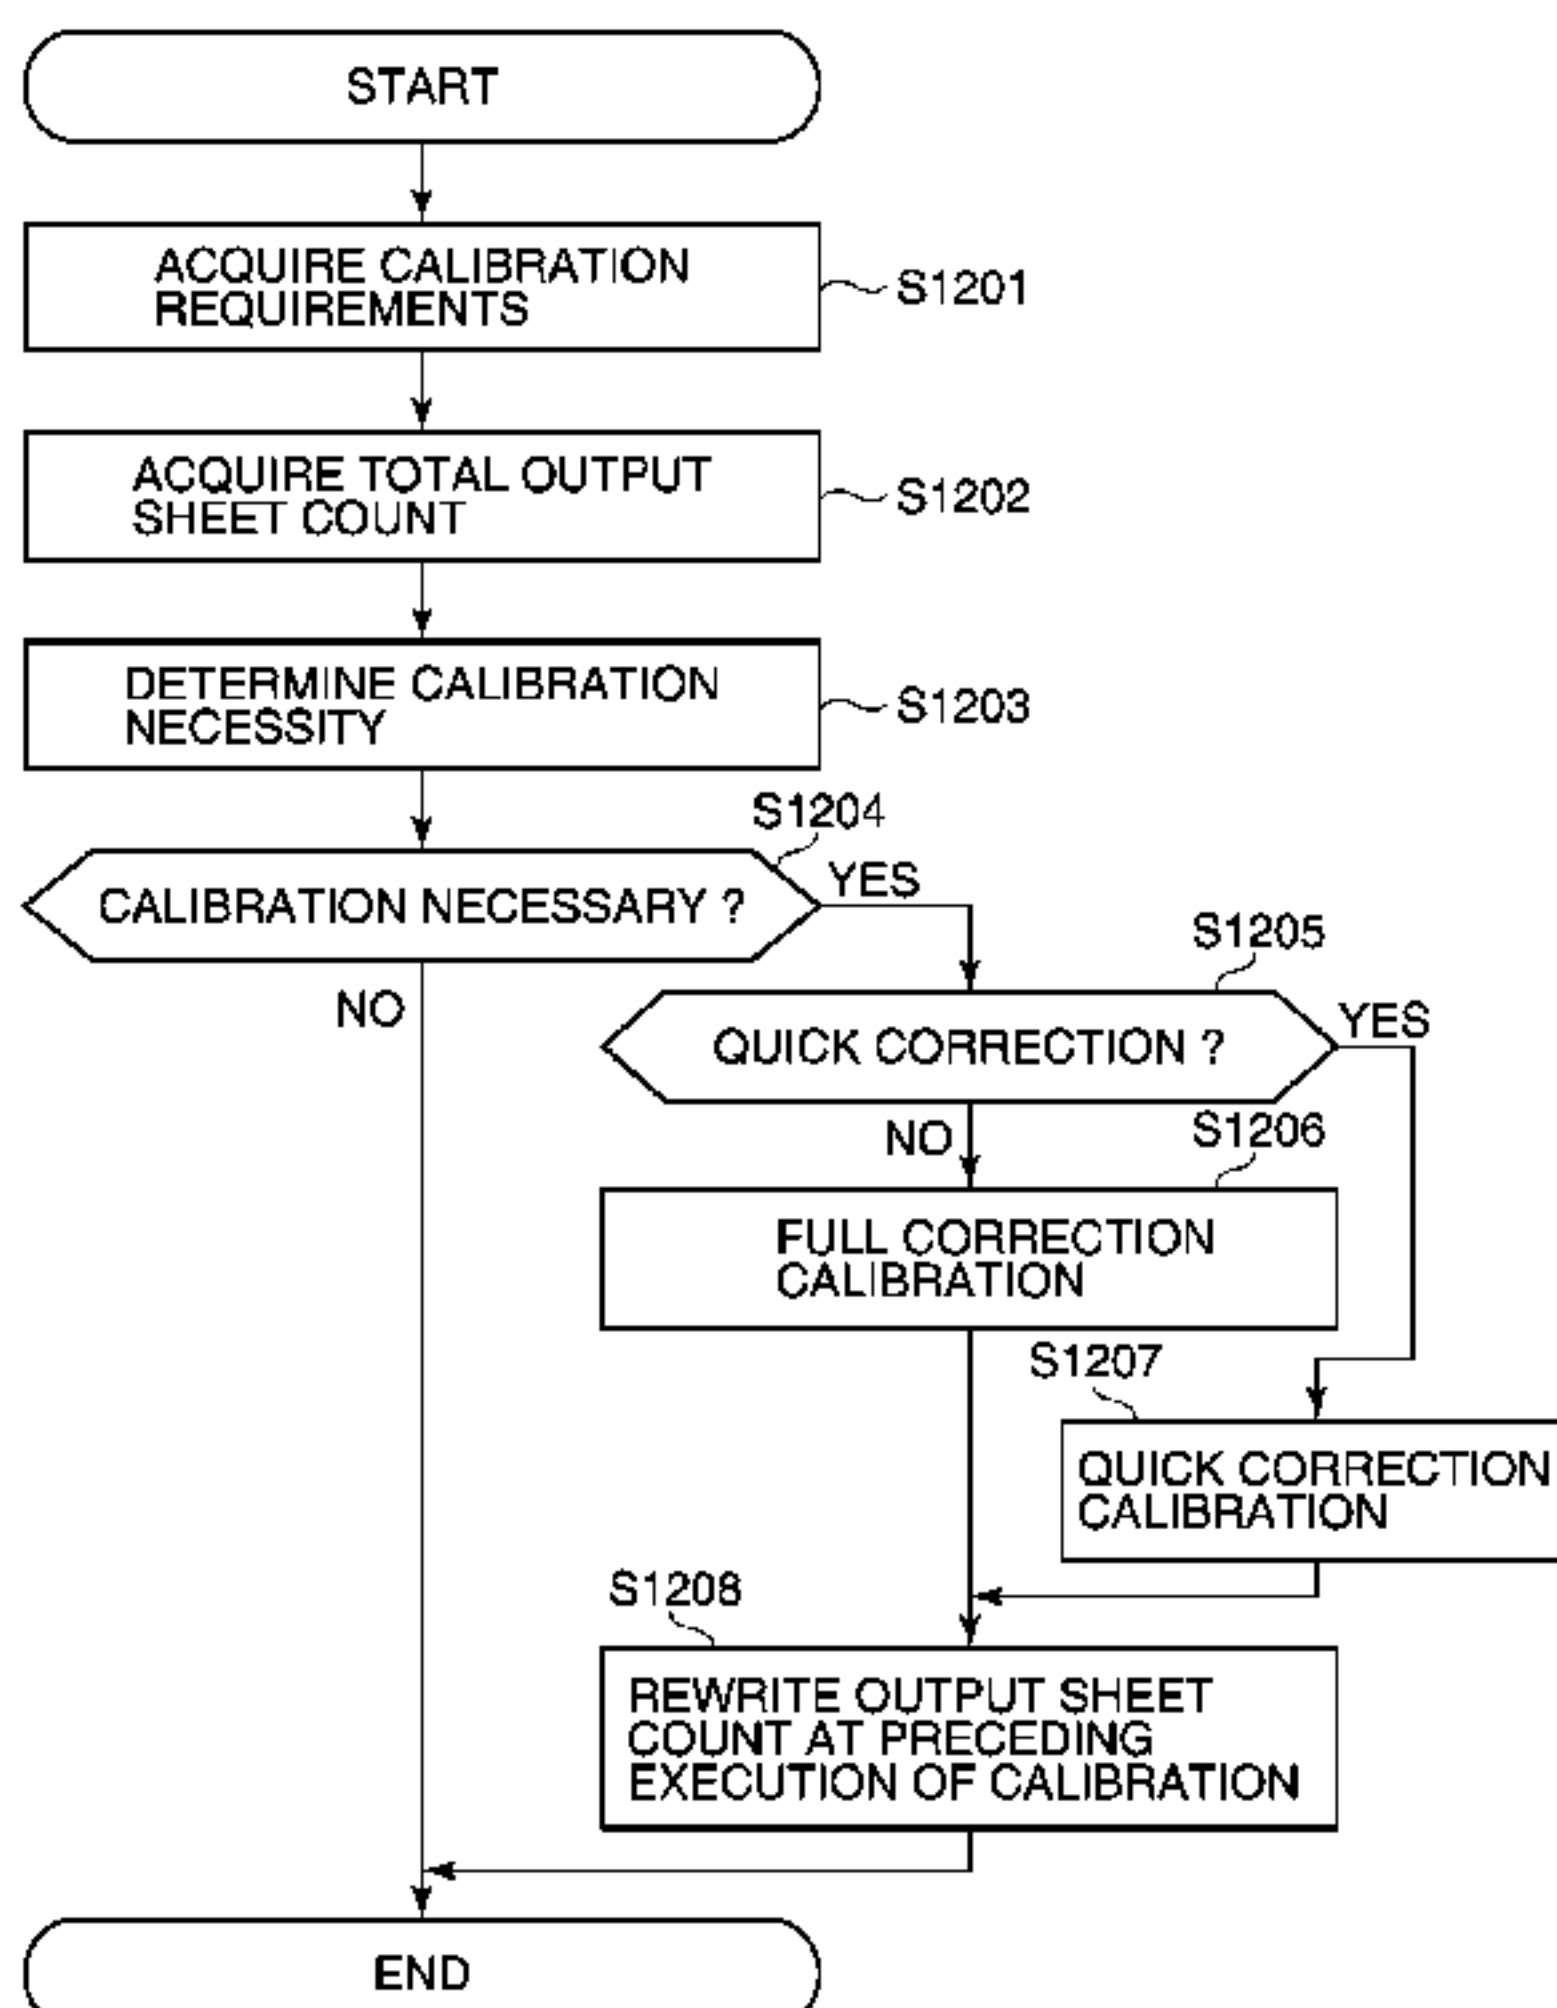 START
ACQUIRE CALIBRATION
REQUIREMENTS
S1201
ACQUIRE TOTAL OUTPUT
SHEET COUNT
S1202
DETERMINE CALIBRATION
NECESSITY
S1203
S1204
CALIBRATION NECESSARY ?
YES
NO
S1205
QUICK CORRECTION ?
YES
NO
S1206
FULL CORRECTION
CALIBRATION
S1207
QUICK CORRECTION
CALIBRATION
S1208
REWRITE OUTPUT SHEET
COUNT AT PRECEDING
EXECUTION OF CALIBRATION
END